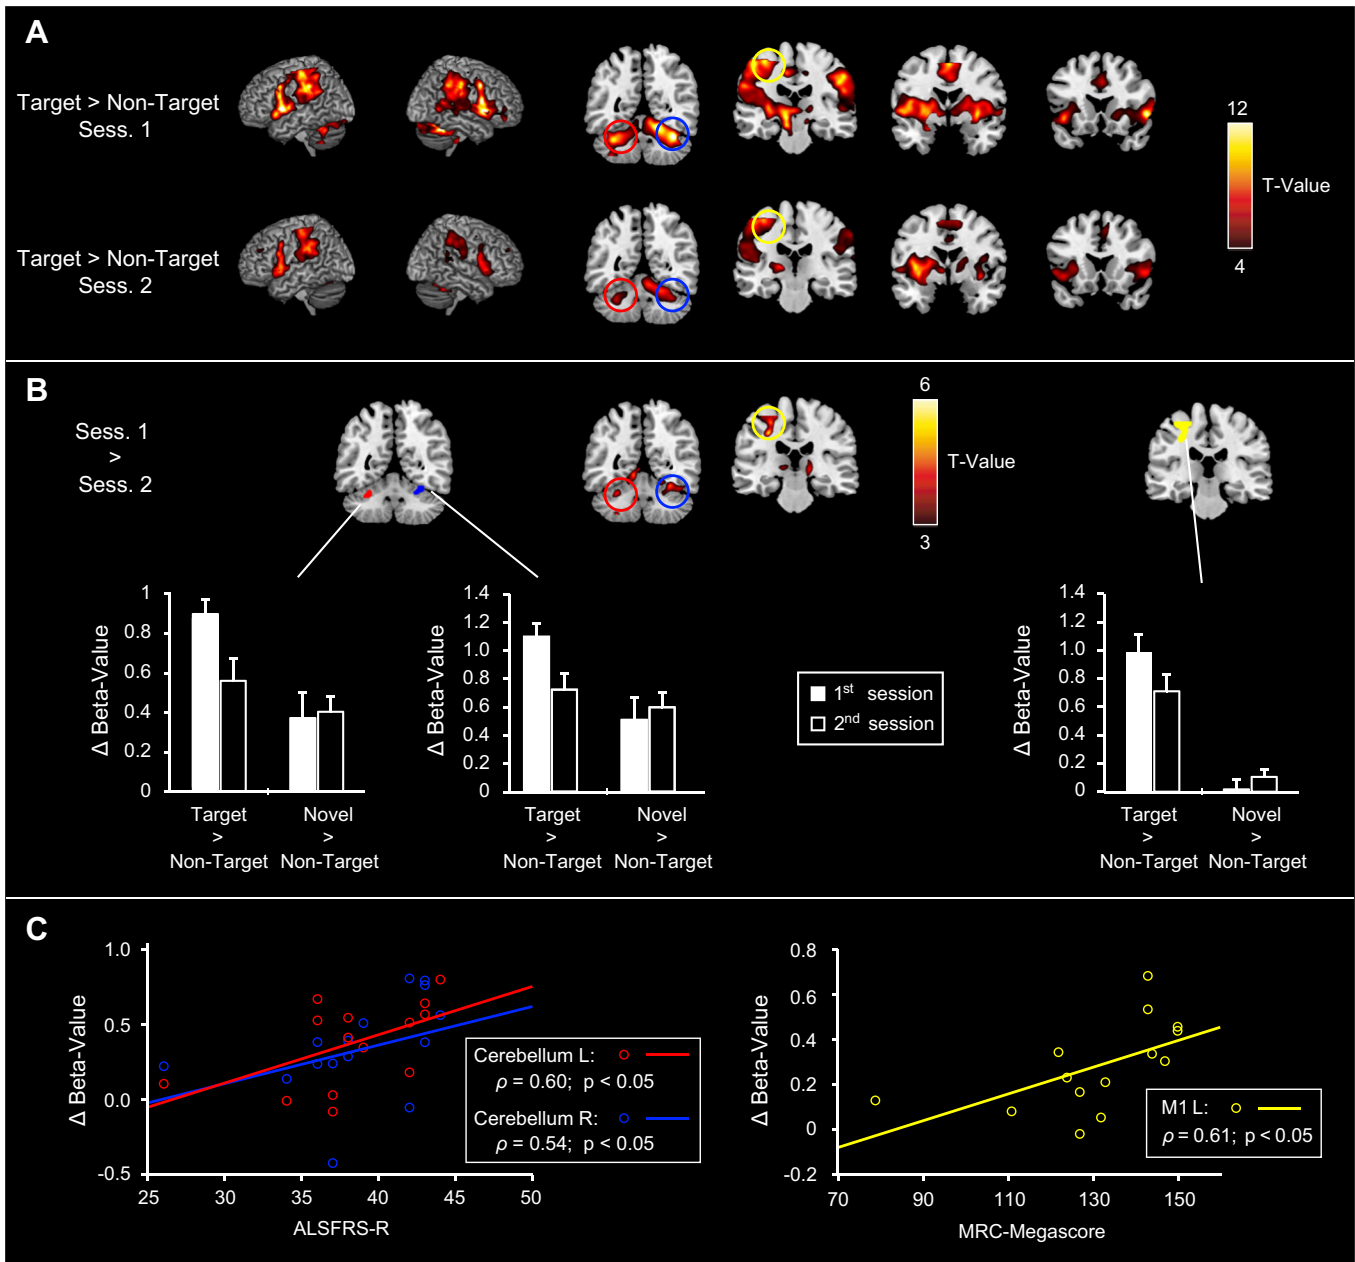 A
Target > Non-Target
Sess. 1
12
T-Value
4
Target > Non-Target
Sess. 2
B
Sess. 1
>
Sess. 2
6
T-Value
3
Δ Beta-Value
1
0.8
0.6
0.4
0.2
0
Target
>
Non-Target
Novel
>
Non-Target
Δ Beta-Value
1.4
1.2
1.0
0.8
0.6
0.4
0.2
0
Target
>
Non-Target
Novel
>
Non-Target
1st session
2nd session
Δ Beta-Value
1.4
1.2
1.0
0.8
0.6
0.4
0.2
0
Target
>
Non-Target
Novel
>
Non-Target
C
Δ Beta-Value
1.0
0.5
0.0
-0.5
25 30 35 40 45 50
ALSFRS-R
Cerebellum L:
ρ = 0.60; p < 0.05
Cerebellum R:
ρ = 0.54; p < 0.05
Δ Beta-Value
0.8
0.6
0.4
0.2
0
-0.2
70 90 110 130 150
MRC-Megascore
M1 L:
ρ = 0.61; p < 0.05